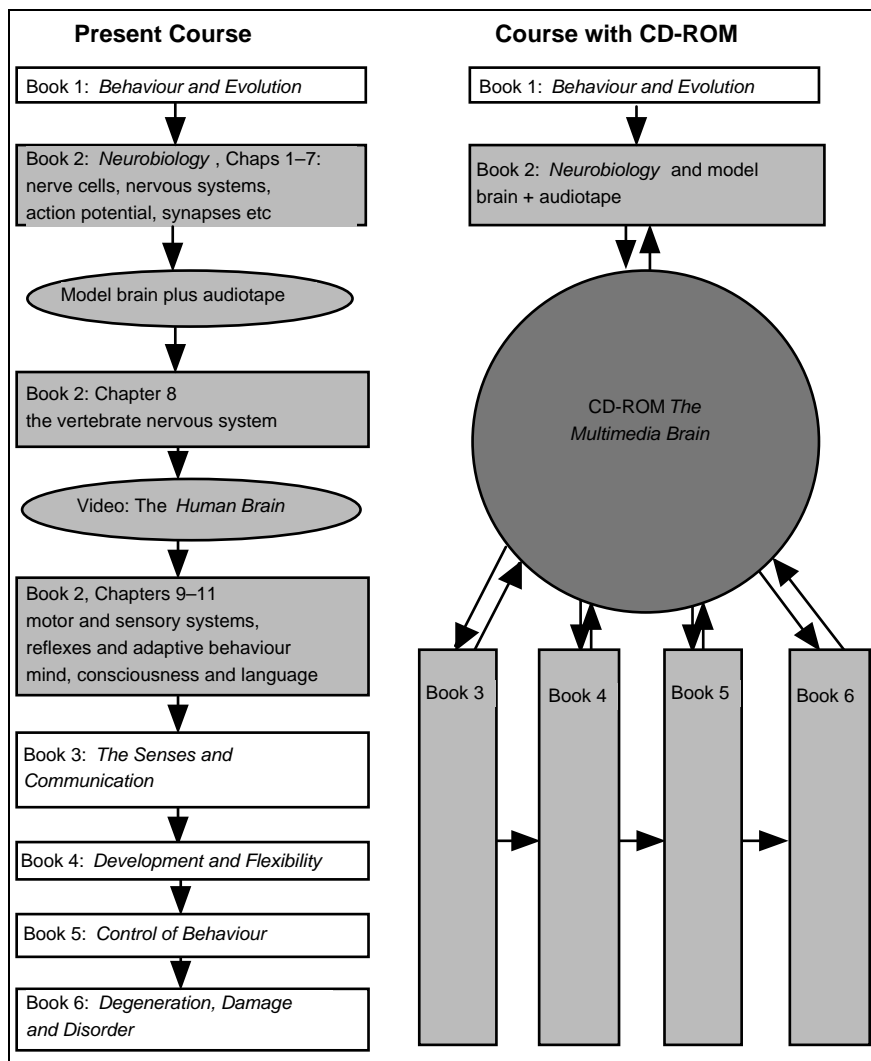 Present Course
Book 1: Behaviour and Evolution
Book 2: Neurobiology , Chaps 1–7:
nerve cells, nervous systems,
action potential, synapses etc
Model brain plus audiotape
Book 2: Chapter 8
the vertebrate nervous system
Video: The Human Brain
Book 2, Chapters 9–11
motor and sensory systems,
reflexes and adaptive behaviour
mind, consciousness and language
Book 3: The Senses and
Communication
Book 4: Development and Flexibility
Book 5: Control of Behaviour
Book 6: Degeneration, Damage
and Disorder
Course with CD-ROM
Book 1: Behaviour and Evolution
Book 2: Neurobiology and model
brain + audiotape
CD-ROM The
Multimedia Brain
Book 3
Book 4
Book 5
Book 6